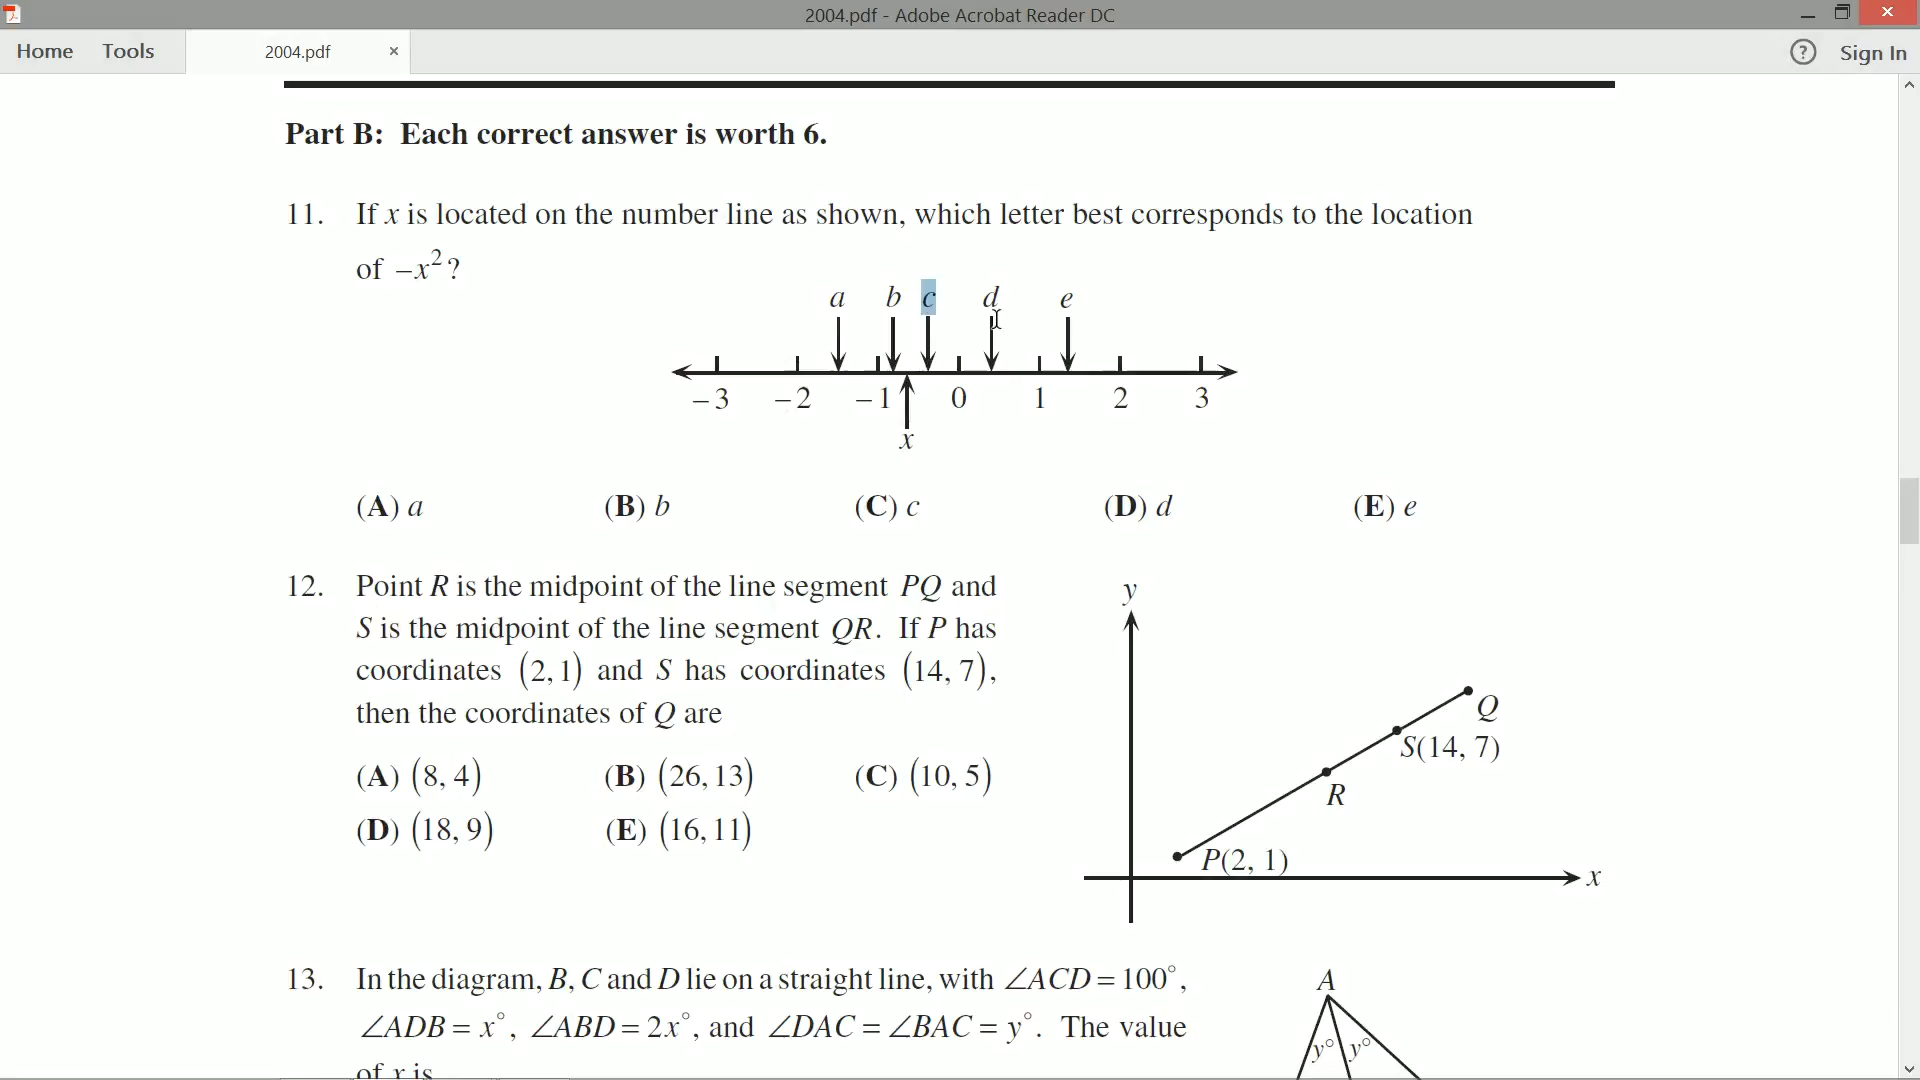 2004.pdf - Adobe Acrobat Reader DC
Home Tools 2004.pdf × ? Sign In
Part B: Each correct answer is worth 6.
11. If x is located on the number line as shown, which letter best corresponds to the location
of –x²?
a b c d e
–3 –2 –1 0 1 2 3
x
(A) a (B) b (C) c (D) d (E) e
12. Point R is the midpoint of the line segment PQ and
S is the midpoint of the line segment QR. If P has
coordinates (2, 1) and S has coordinates (14, 7),
then the coordinates of Q are
(A) (8, 4) (B) (26, 13) (C) (10, 5)
(D) (18, 9) (E) (16, 11)
y
Q
S(14, 7)
R
P(2, 1)
x
13. In the diagram, B, C and D lie on a straight line, with ∠ACD = 100°,
∠ADB = x°, ∠ABD = 2x°, and ∠DAC = ∠BAC = y°. The value
of x is
A
y° y°